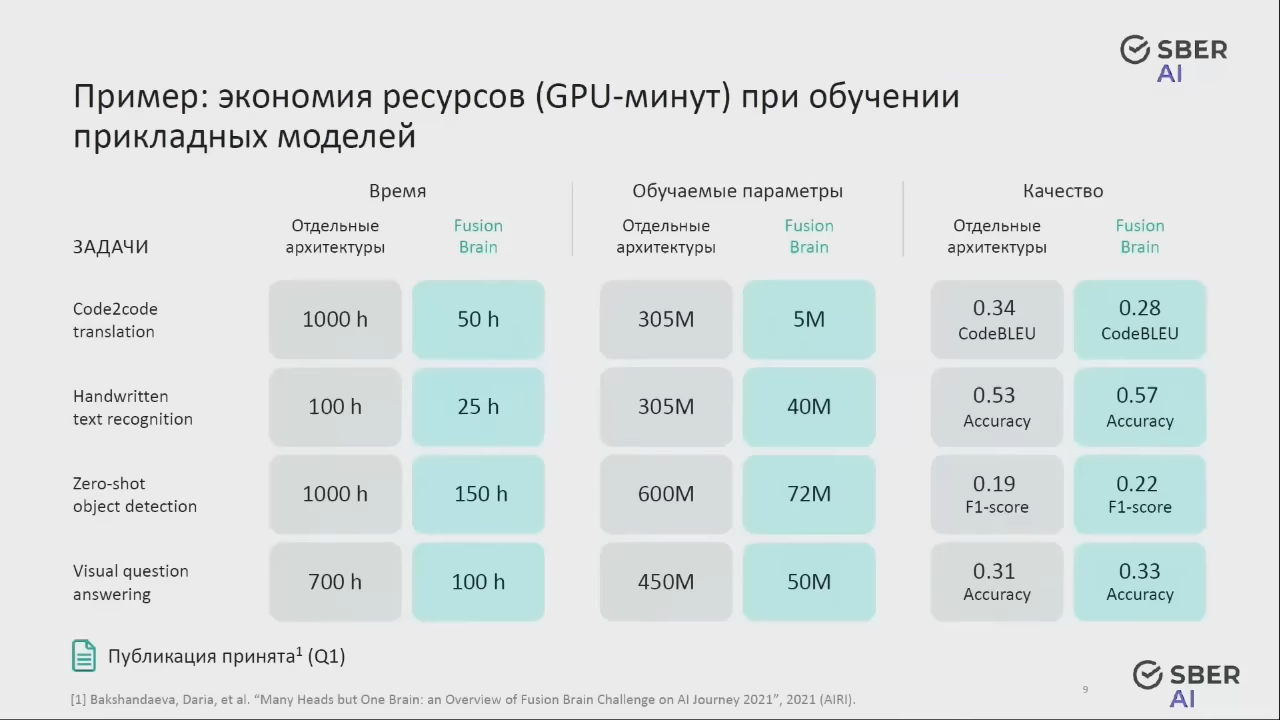 SBER
AI
Пример: экономия ресурсов (GPU-минут) при обучении
прикладных моделей
Время
Обучаемые параметры
Качество
ЗАДАЧИ
Отдельные
архитектуры
Fusion
Brain
Отдельные
архитектуры
Fusion
Brain
Отдельные
архитектуры
Fusion
Brain
Code2code
translation
1000 h
50 h
305M
5M
0.34
CodeBLEU
0.28
CodeBLEU
Handwritten
text recognition
100 h
25 h
305M
40M
0.53
Accuracy
0.57
Accuracy
Zero-shot
object detection
1000 h
150 h
600M
72M
0.19
F1-score
0.22
F1-score
Visual question
answering
700 h
100 h
450M
50M
0.31
Accuracy
0.33
Accuracy
Публикация принята¹ (Q1)
[1] Bakshandaeva, Daria, et al. “Many Heads but One Brain: an Overview of Fusion Brain Challenge on AI Journey 2021”, 2021 (AIRI).
9
SBER
AI